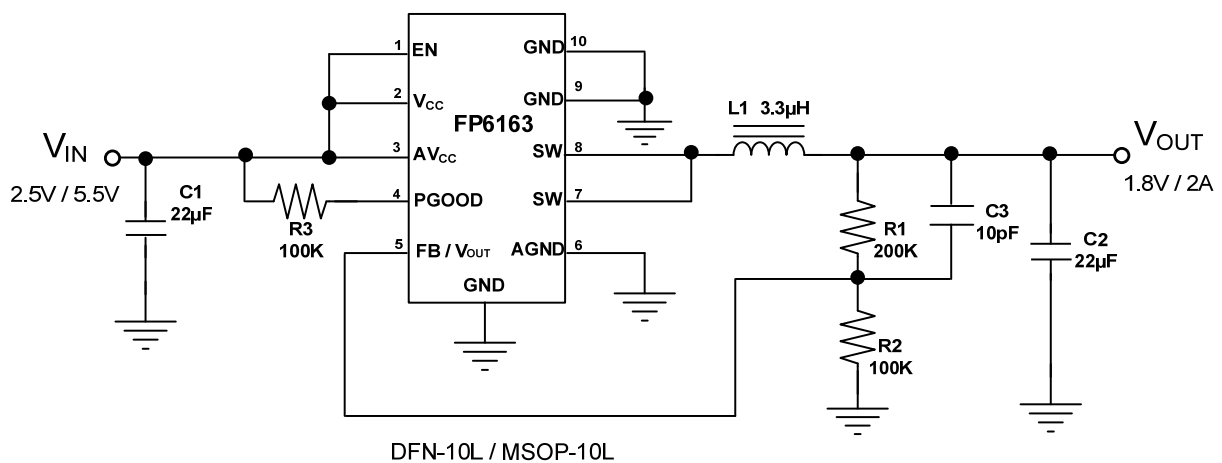 1 EN
2 VCC
3 AVCC
4 PGOOD
5 FB / VOUT
GND
FP6163
GND 10
GND 9
SW 8
SW 7
AGND 6
VIN
2.5V / 5.5V
C1
22µF
R3
100K
L1 3.3µH
VOUT
1.8V / 2A
R1
200K
C3
10pF
C2
22µF
R2
100K
DFN-10L / MSOP-10L